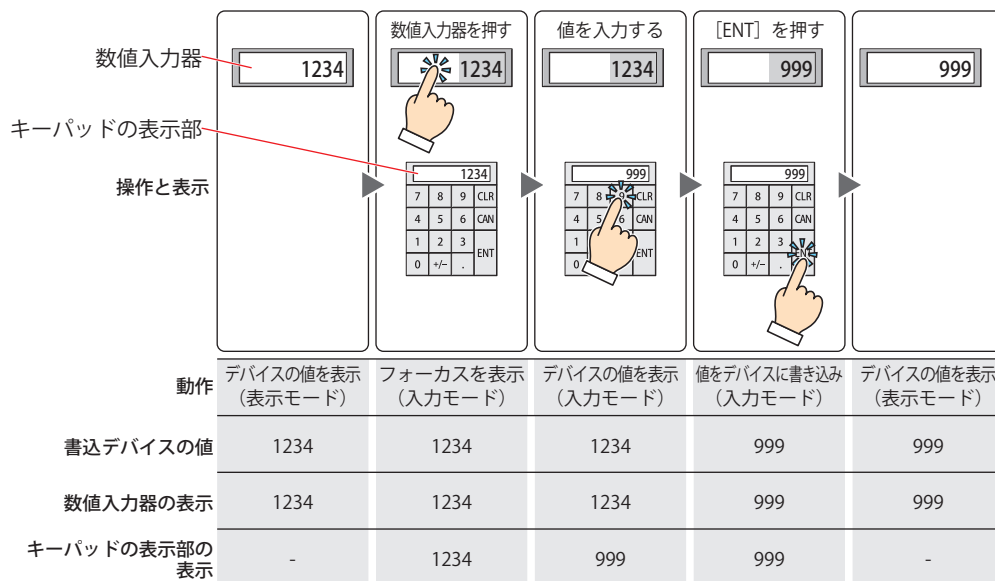 数値入力器を押す
値を入力する
［ENT］を押す
数値入力器
1234
1234
1234
999
999
キーパッドの表示部
操作と表示
1234
7 8 9 CLR
4 5 6 CAN
1 2 3
ENT
0 +/− .
999
7 8 9 CLR
4 5 6 CAN
1
ENT
0
999
7 8 9 CLR
4 5 6 CAN
1 2 3
ENT
0 +/− .
動作
デバイスの値を表示
（表示モード）
フォーカスを表示
（入力モード）
デバイスの値を表示
（入力モード）
値をデバイスに書き込み
（入力モード）
デバイスの値を表示
（表示モード）
書込デバイスの値 1234 1234 1234 999 999
数値入力器の表示 1234 1234 1234 999 999
キーパッドの表示部の
表示
- 1234 999 999 -